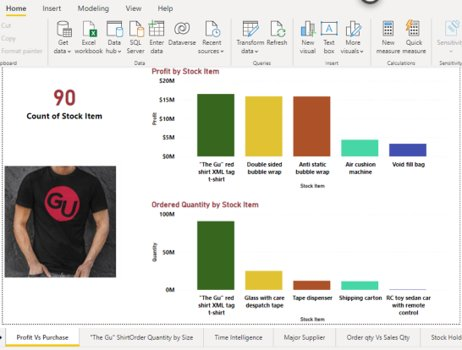 Home Insert Modeling View Help
Cut
Copy
Format painter
Get data
Excel workbook
Data hub
SQL Server
Enter data
Dataverse
Recent sources
Transform data
Refresh
New visual
Text box
More visuals
New measure
Quick measure
Sensitivity
Queries
Insert
Calculations
Sensitivity
90
Count of Stock Item
GU
Profit by Stock Item
$20M
$15M
$10M
$5M
$0M
Profit
"The Gu" red shirt XML tag t-shirt
Double sided bubble wrap
Anti static bubble wrap
Air cushion machine
Void fill bag
Stock Item
Ordered Quantity by Stock Item
100M
50M
0M
Quantity
"The Gu" red shirt XML tag t-shirt
Glass with care despatch tape
Tape dispenser
Shipping carton
RC toy sedan car with remote control
Stock Item
Profit Vs Purchase
"The Gu" ShirtOrder Quantity by Size
Time Intelligence
Major Supplier
Order qty Vs Sales Qty
Stock Hold